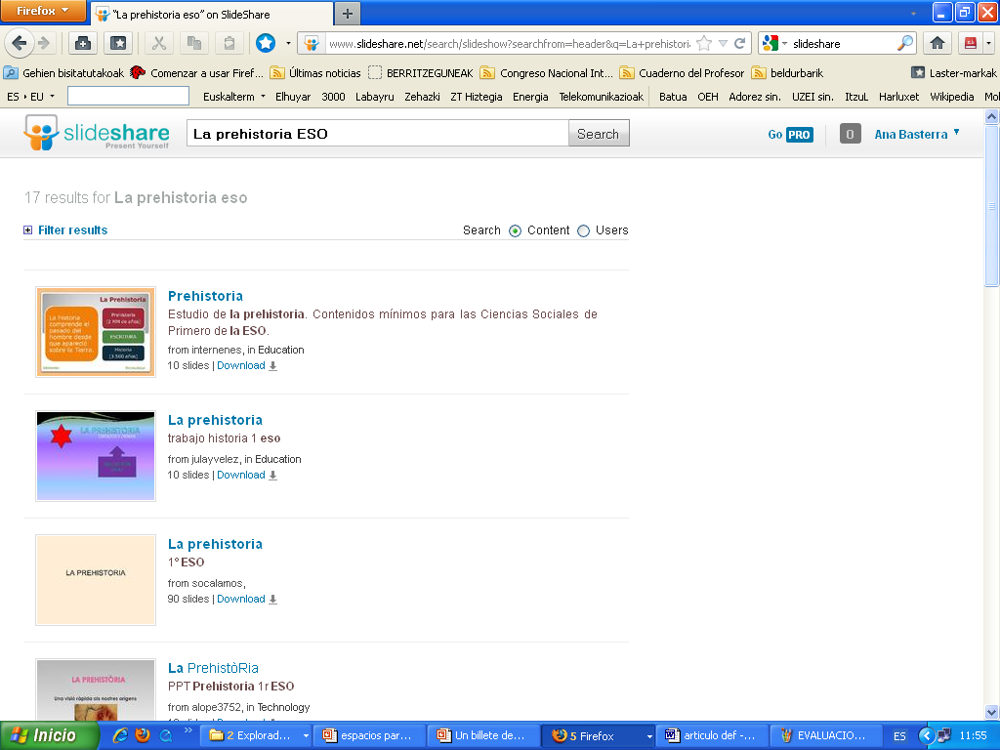 Firefox
"La prehistoria eso" on SlideShare
www.slideshare.net/search/slideshow?searchfrom=header&q=La+prehistori
slideshare
Gehien bisitatutakoak Comenzar a usar Firef... Últimas noticias BERRITZEGUNEAK Congreso Nacional Int... Cuaderno del Profesor beldurbarik Laster-markak
ES › EU Euskalterm Elhuyar 3000 Labayru Zehazki ZT Hiztegia Energia Telekomunikazioak Batua OEH Adorez sin. UZEI sin. ItzuL Harluxet Wikipedia Mol
slideshare
Present Yourself
La prehistoria ESO
Search
Go PRO
0
Ana Basterra
17 results for La prehistoria eso
Filter results
Search Content Users
La Prehistoria
La historia
comprende el
pasado del
hombre desde
que apareció
sobre la Tierra.
Prehistoria
ESCRITURA
Historia
Prehistoria
Estudio de la prehistoria. Contenidos mínimos para las Ciencias Sociales de
Primero de la ESO.
from internenes, in Education
10 slides | Download
LA PREHISTORIA
La prehistoria
trabajo historia 1 eso
from julayvelez, in Education
10 slides | Download
LA PREHISTORIA
La prehistoria
1º ESO
from socalamos,
90 slides | Download
LA PREHISTÒRIA
Una visió ràpida als nostres orígens
La PrehistòRia
PPT Prehistoria 1r ESO
from alope3752, in Technology
Inicio
2 Explorad...
espacios par...
Un billete de...
5 Firefox
articulo def -...
EVALUACIO...
ES
11:55